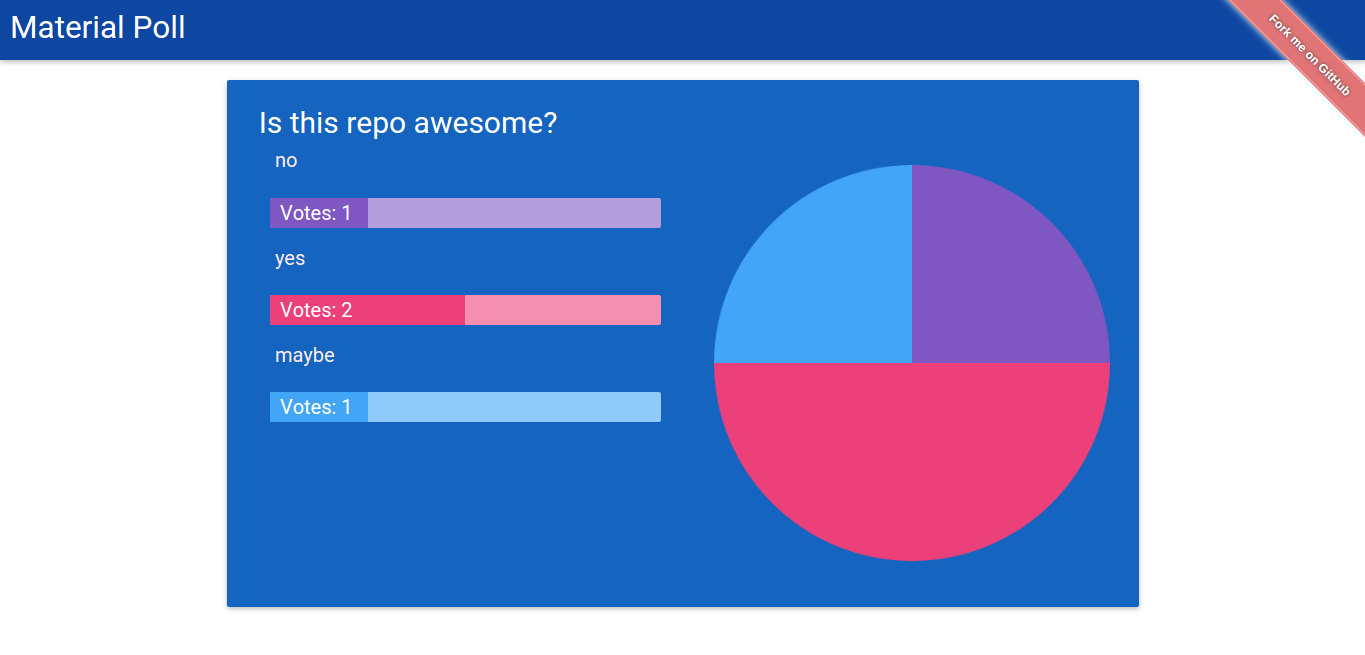 Material Poll
Fork me on GitHub
Is this repo awesome?
no
Votes: 1
yes
Votes: 2
maybe
Votes: 1